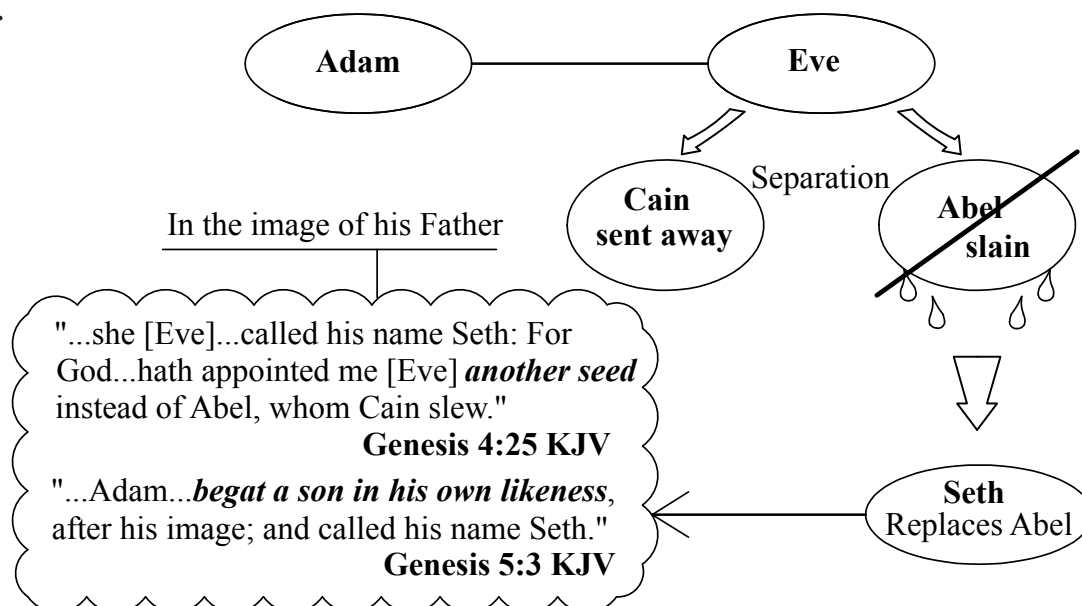 Adam
Eve
Separation
Cain
sent away
Abel
slain
In the image of his Father
"...she [Eve]...called his name Seth: For
God...hath appointed me [Eve] another seed
instead of Abel, whom Cain slew."
Genesis 4:25 KJV
"...Adam...begat a son in his own likeness,
after his image; and called his name Seth."
Genesis 5:3 KJV
Seth
Replaces Abel